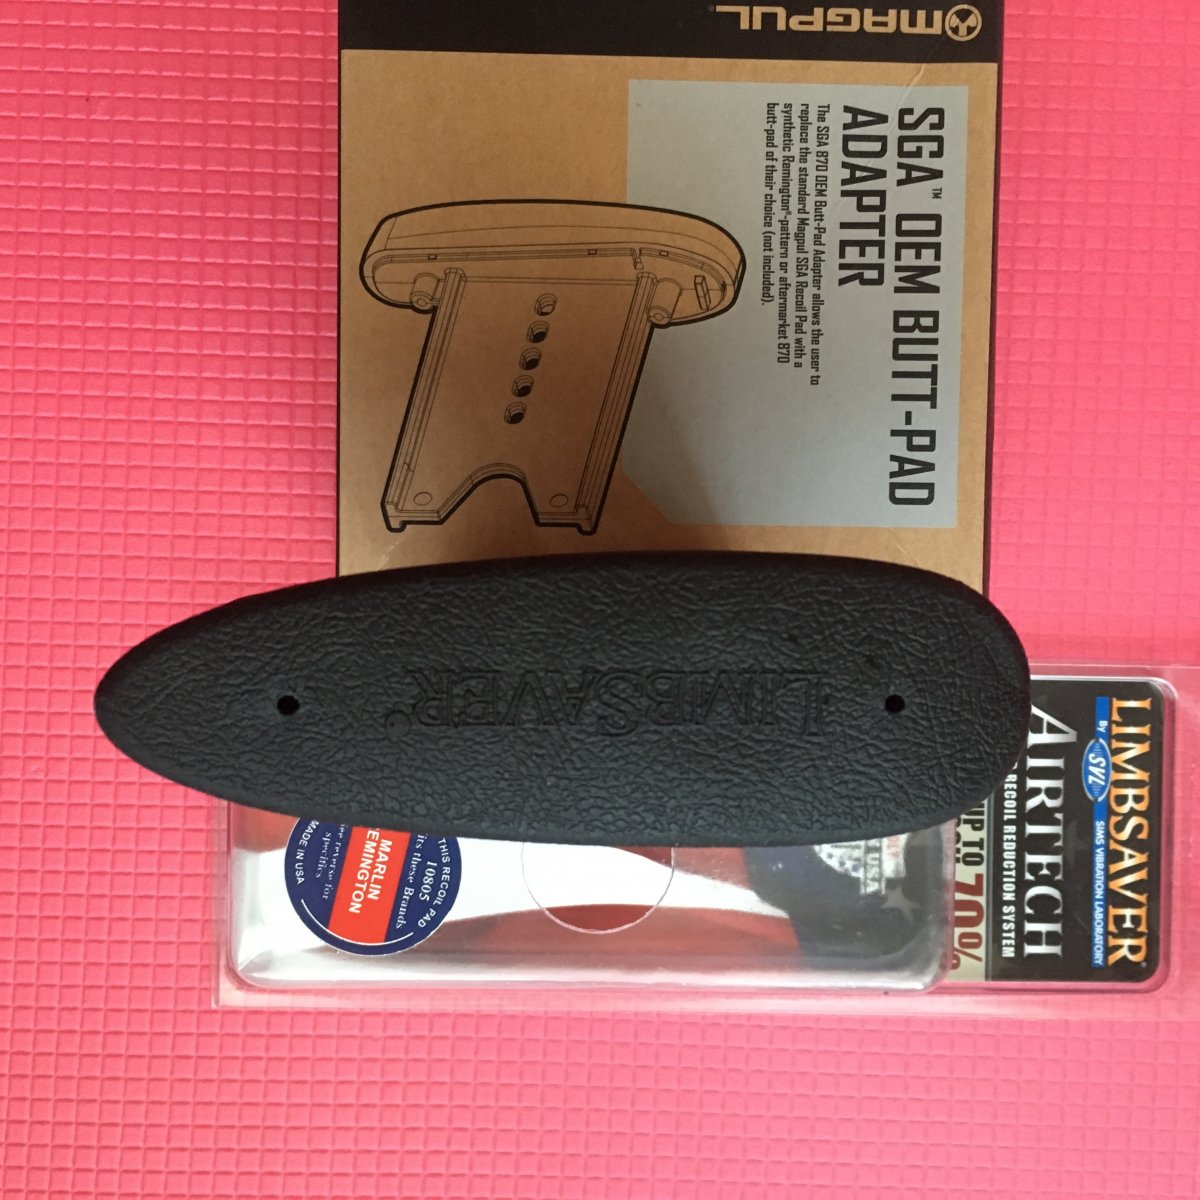 MAGPUL
SGA™ OEM BUTT-PAD
ADAPTER
The SGA 870 OEM Butt-Pad Adapter allows the user to
replace the standard Magpul SGA Recoil Pad with a
synthetic Remington®-pattern or aftermarket 870
butt-pad of their choice (not included).
LIMBSAVER®
LIMBSAVER®
By SVL SIMS VIBRATION LABORATORY
AIRTECH
RECOIL REDUCTION SYSTEM
UP TO 70%
USA
THIS RECOIL PAD
10805
these Brands
MARLIN
EMINGTON
reverse for
specifics
MADE IN USA